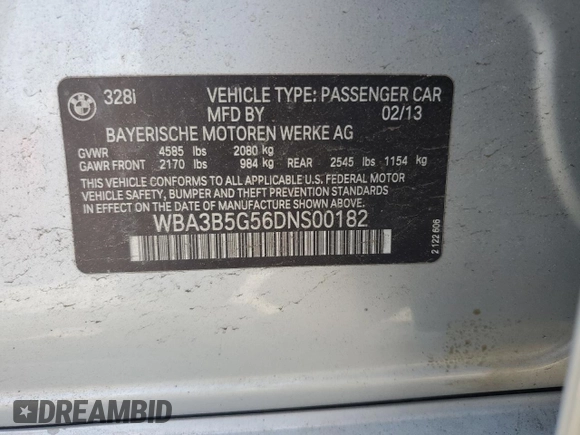 328i VEHICLE TYPE: PASSENGER CAR
MFD BY 02/13
BAYERISCHE MOTOREN WERKE AG
GVWR 4585 lbs 2080 kg
GAWR FRONT 2170 lbs 984 kg REAR 2545 lbs 1154 kg
THIS VEHICLE CONFORMS TO ALL APPLICABLE U.S. FEDERAL MOTOR
VEHICLE SAFETY, BUMPER AND THEFT PREVENTION STANDARDS IN
EFFECT ON THE DATE OF MANUFACTURE SHOWN ABOVE.
WBA3B5G56DNS00182
2 122 606
DREAMBID